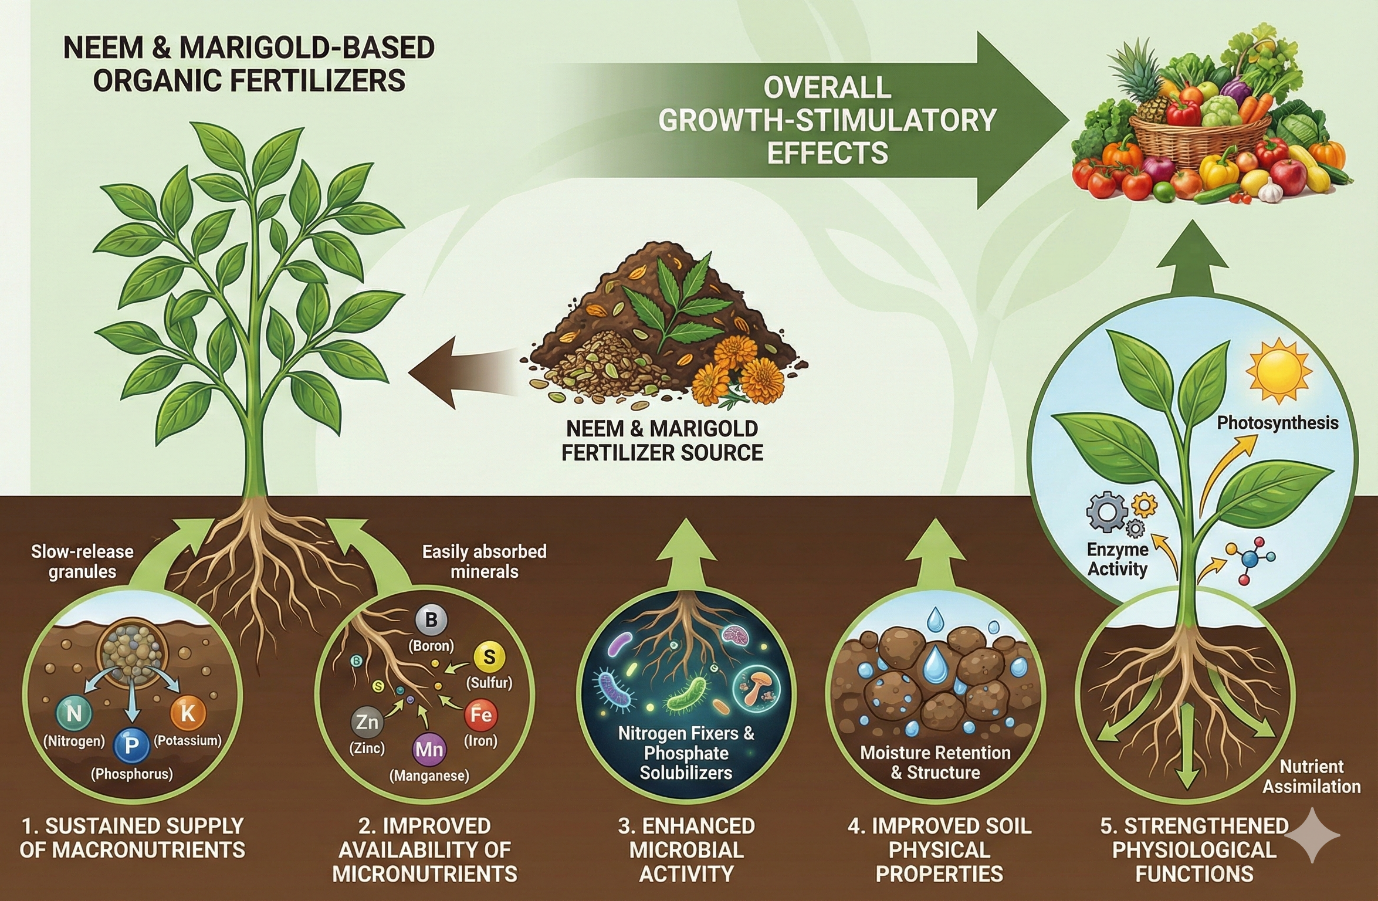 NEEM & MARIGOLD-BASED
ORGANIC FERTILIZERS
OVERALL
GROWTH-STIMULATORY
EFFECTS
NEEM & MARIGOLD
FERTILIZER SOURCE
Photosynthesis
Enzyme
Activity
Slow-release
granules
Easily absorbed
minerals
N
(Nitrogen)
P
(Phosphorus)
K
(Potassium)
B
(Boron)
B
S
S
(Sulfur)
Zn
(Zinc)
Fe
(Iron)
Mn
(Manganese)
Nitrogen Fixers &
Phosphate
Solubilizers
Moisture Retention
& Structure
Nutrient
Assimilation
1. SUSTAINED SUPPLY
OF MACRONUTRIENTS
2. IMPROVED
AVAILABILITY OF
MICRONUTRIENTS
3. ENHANCED
MICROBIAL
ACTIVITY
4. IMPROVED SOIL
PHYSICAL
PROPERTIES
5. STRENGTHENED
PHYSIOLOGICAL
FUNCTIONS